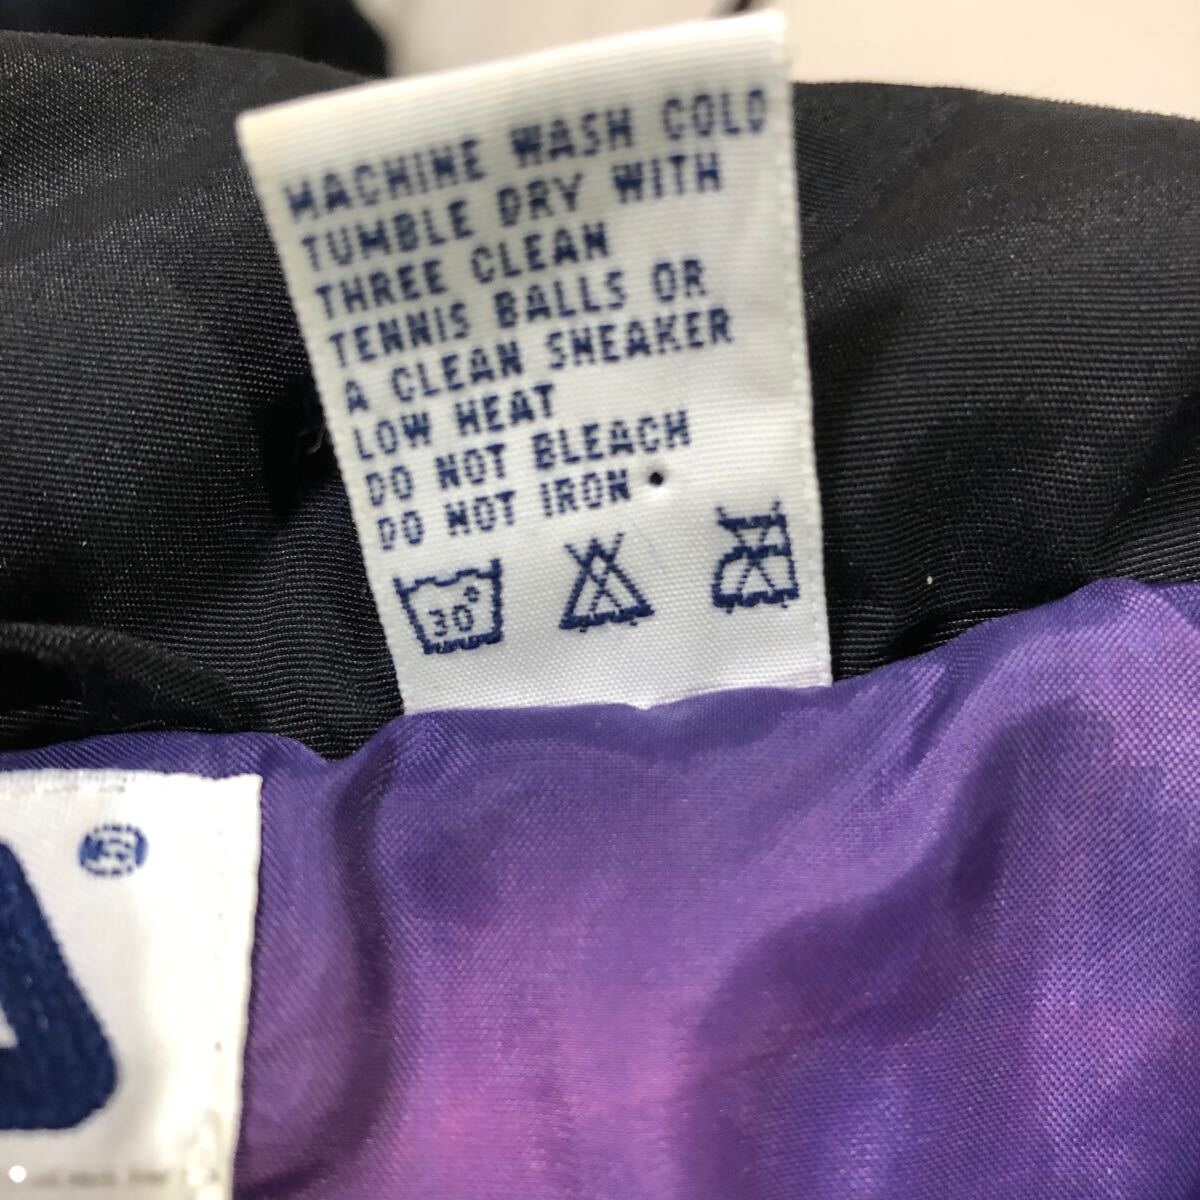 MACHINE WASH COLD
TUMBLE DRY WITH
THREE CLEAN
TENNIS BALLS OR
A CLEAN SNEAKER
LOW HEAT
DO NOT BLEACH
DO NOT IRON
30°